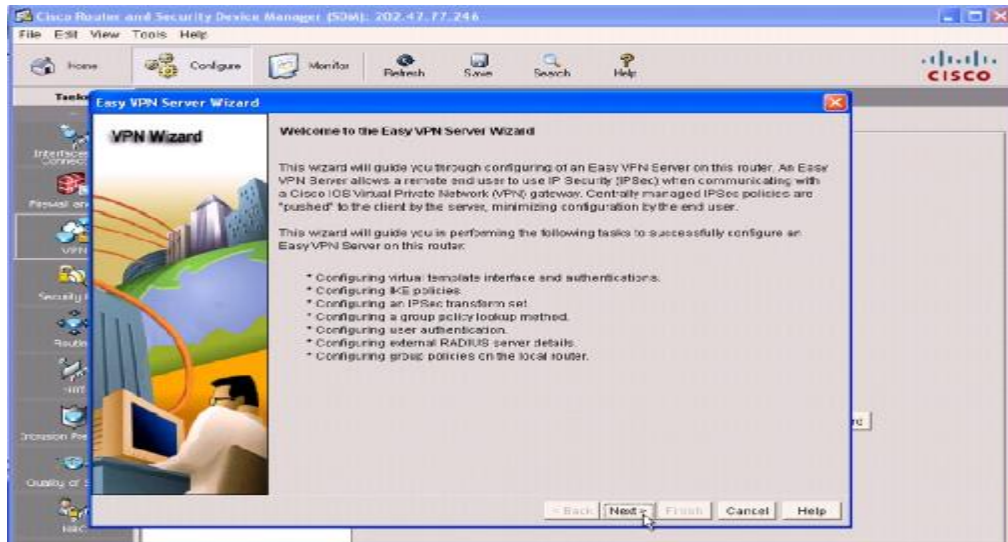 Cisco Router and Security Device Manager (SDM): 202.47.77.246
File Edit View Tools Help
Home Configure Monitor Refresh Save Search Help
CISCO
Tasks
Easy VPN Server Wizard
VPN Wizard
Welcome to the Easy VPN Server Wizard
This wizard will guide you through configuring of an Easy VPN Server on this router. An Easy
VPN Server allows a remote end user to use IP Security (IPSec) when communicating with
a Cisco IOS Virtual Private Network (VPN) gateway. Centrally managed IPSec policies are
"pushed" to the client by the server, minimizing configuration by the end user.
This wizard will guide you in performing the following tasks to successfully configure an
Easy VPN Server on this router:
* Configuring virtual template interface and authentications.
* Configuring IKE policies.
* Configuring an IPSec transform set.
* Configuring a group policy lookup method.
* Configuring user authentication.
* Configuring external RADIUS server details.
* Configuring group policies on the local router.
Interfaces
Connec
Firewall an
VPN
Security
Routin
NAT
Intrusion Pre
Quality of S
NAC
< Back Next > Finish Cancel Help